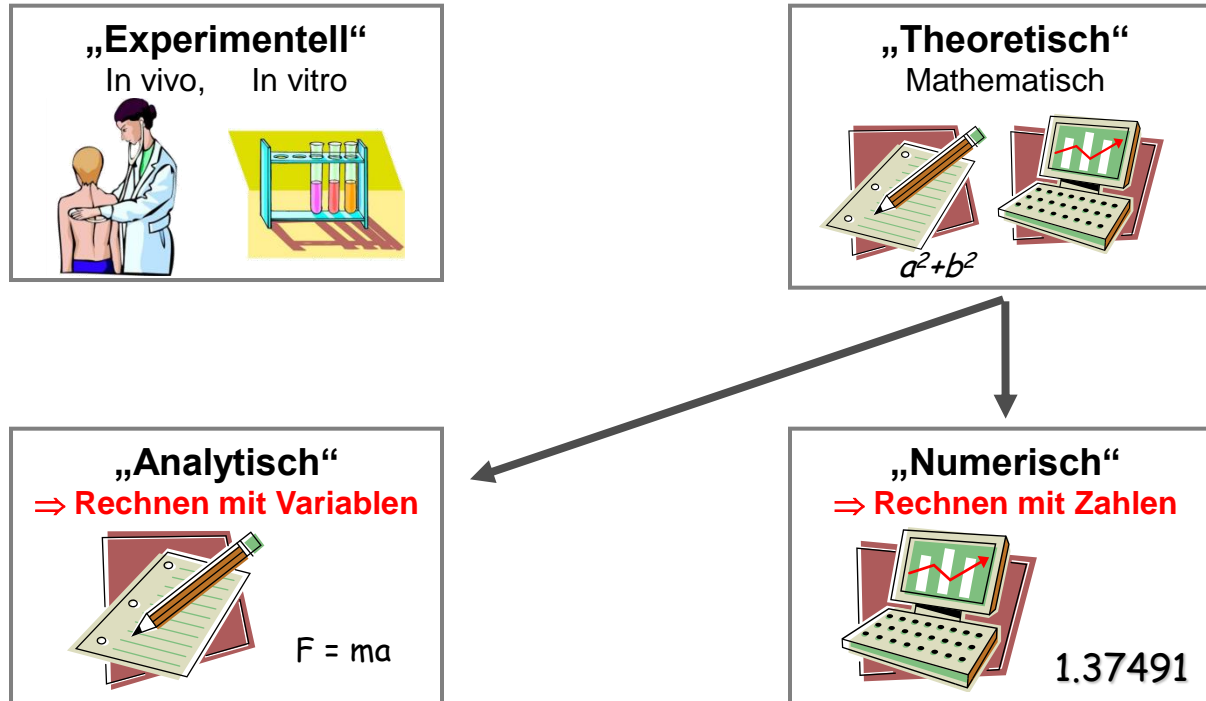 „Experimentell“
In vivo, In vitro
„Theoretisch“
Mathematisch
a²+b²
„Analytisch“
⇒ Rechnen mit Variablen
F = ma
„Numerisch“
⇒ Rechnen mit Zahlen
1.37491